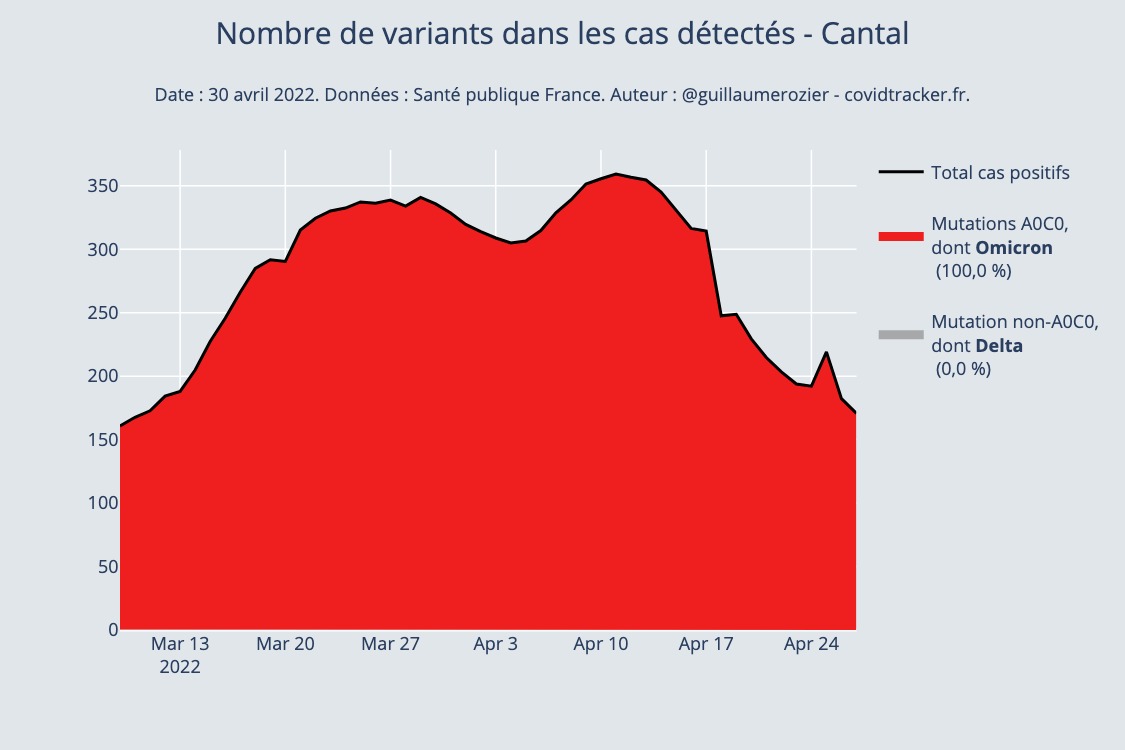 Nombre de variants dans les cas détectés - Cantal
Date : 30 avril 2022. Données : Santé publique France. Auteur : @guillaumerozier - covidtracker.fr.
350
300
250
200
150
100
50
0
Mar 13
2022
Mar 20
Mar 27
Apr 3
Apr 10
Apr 17
Apr 24
Total cas positifs
Mutations A0C0,
dont Omicron
(100,0 %)
Mutation non-A0C0,
dont Delta
(0,0 %)